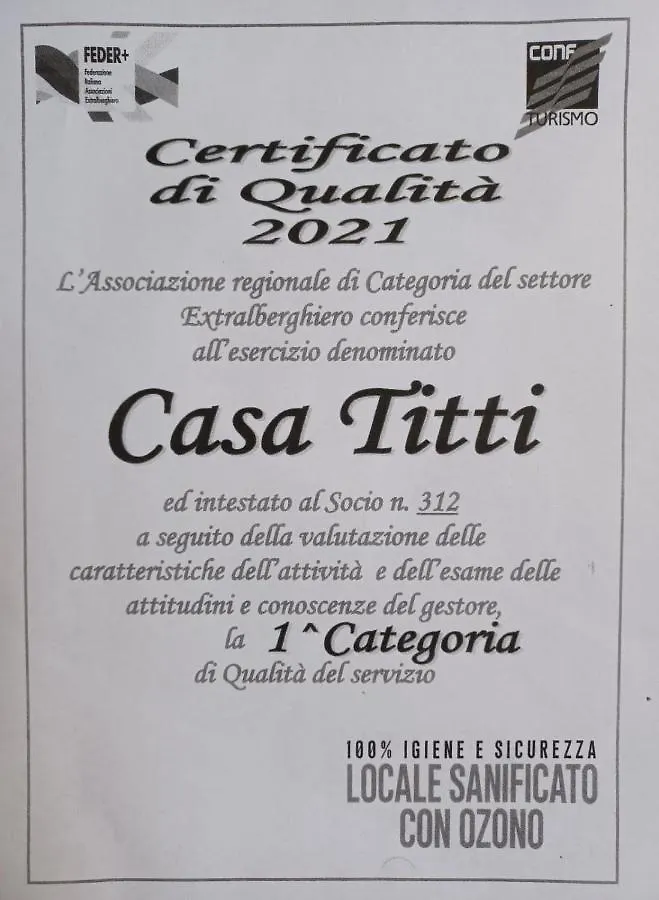 FEDER+
Federazione
Italiana
Associazioni
Extralberghiero
CONF
TURISMO
Certificato
di Qualità
2021
L'Associazione regionale di Categoria del settore
Extralberghiero conferisce
all'esercizio denominato
Casa Titti
ed intestato al Socio n. 312
a seguito della valutazione delle
caratteristiche dell'attività e dell'esame delle
attitudini e conoscenze del gestore,
la 1^Categoria
di Qualità del servizio
100% IGIENE E SICUREZZA
LOCALE SANIFICATO
CON OZONO